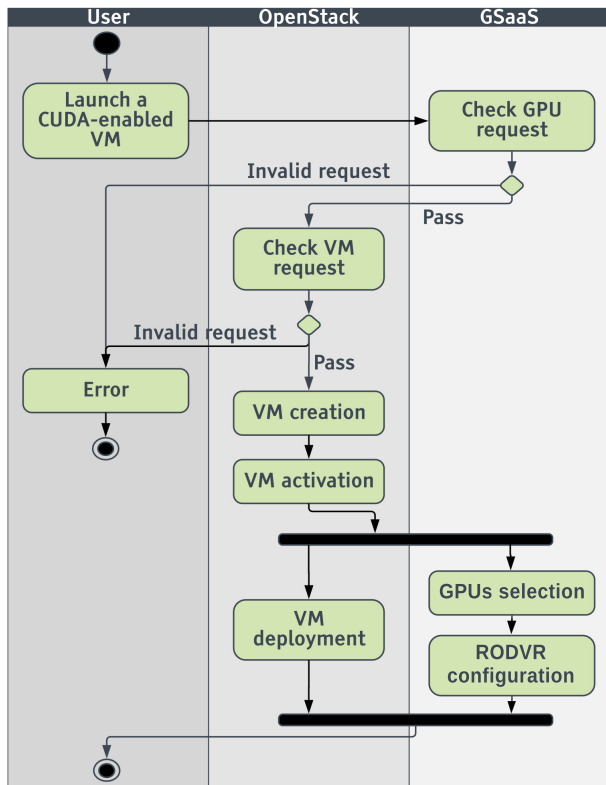 User
OpenStack
GSaaS
Launch a
CUDA-enabled
VM
Check GPU
request
Invalid request
Pass
Check VM
request
Invalid request
Pass
Error
VM creation
VM activation
GPUs selection
VM
deployment
RODVR
configuration